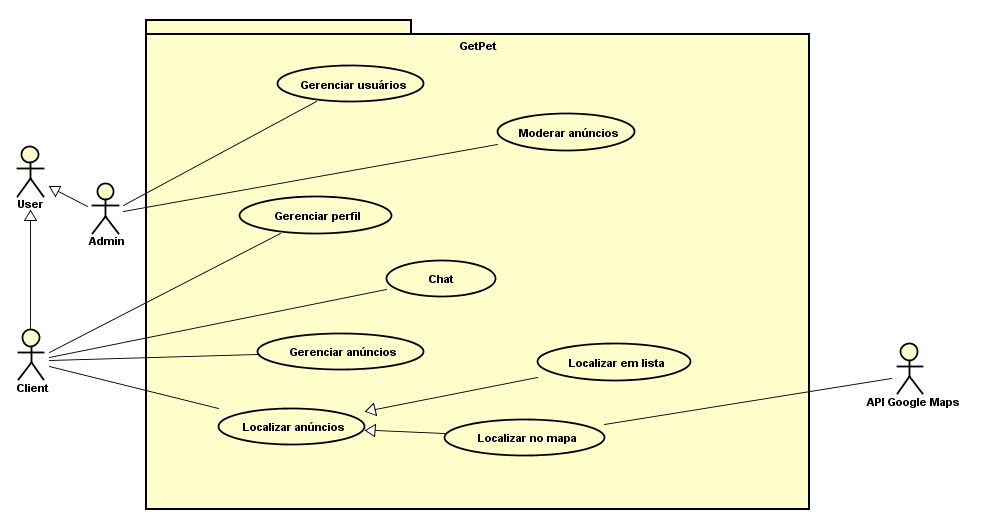 GetPet
Gerenciar usuários
Moderar anúncios
User
Admin
Gerenciar perfil
Chat
Gerenciar anúncios
Localizar em lista
Client
API Google Maps
Localizar anúncios
Localizar no mapa